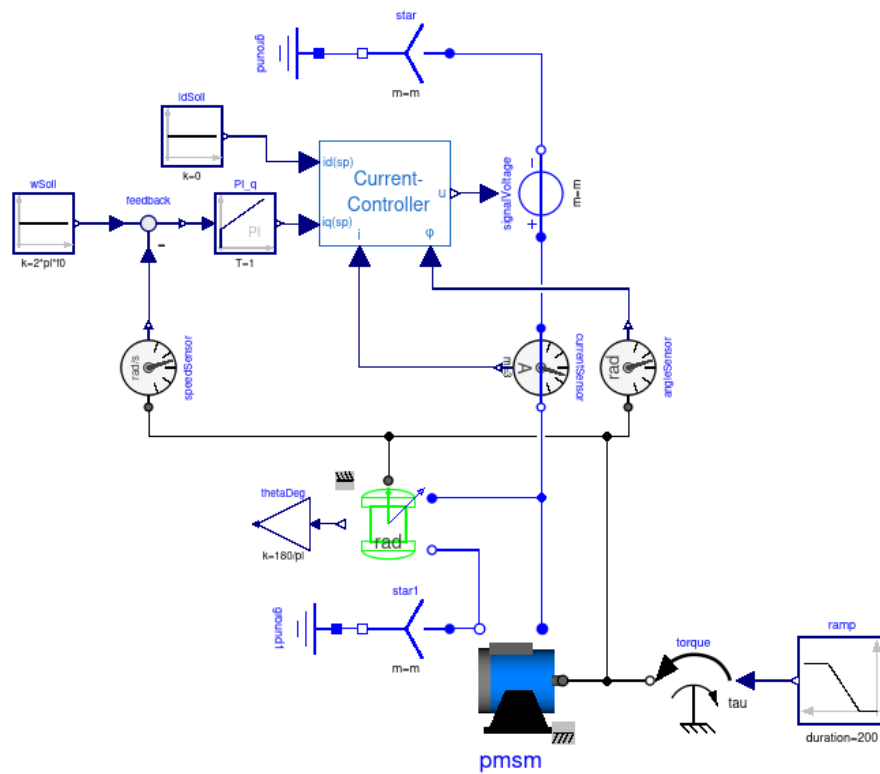 star
ground
m=m
IdSoll
k=0
id(sp)
Current-
Controller
u
iq(sp)
i
φ
signalVoltage
−
+
m=m
wSoll
k=2*pi*f0
feedback
-
PI_q
PI
T=1
rad/s
speedSensor
A
m=3
currentSensor
rad
angleSensor
thetaDeg
k=180/pi
rad
star1
ground1
m=m
pmsm
torque
tau
ramp
duration=200